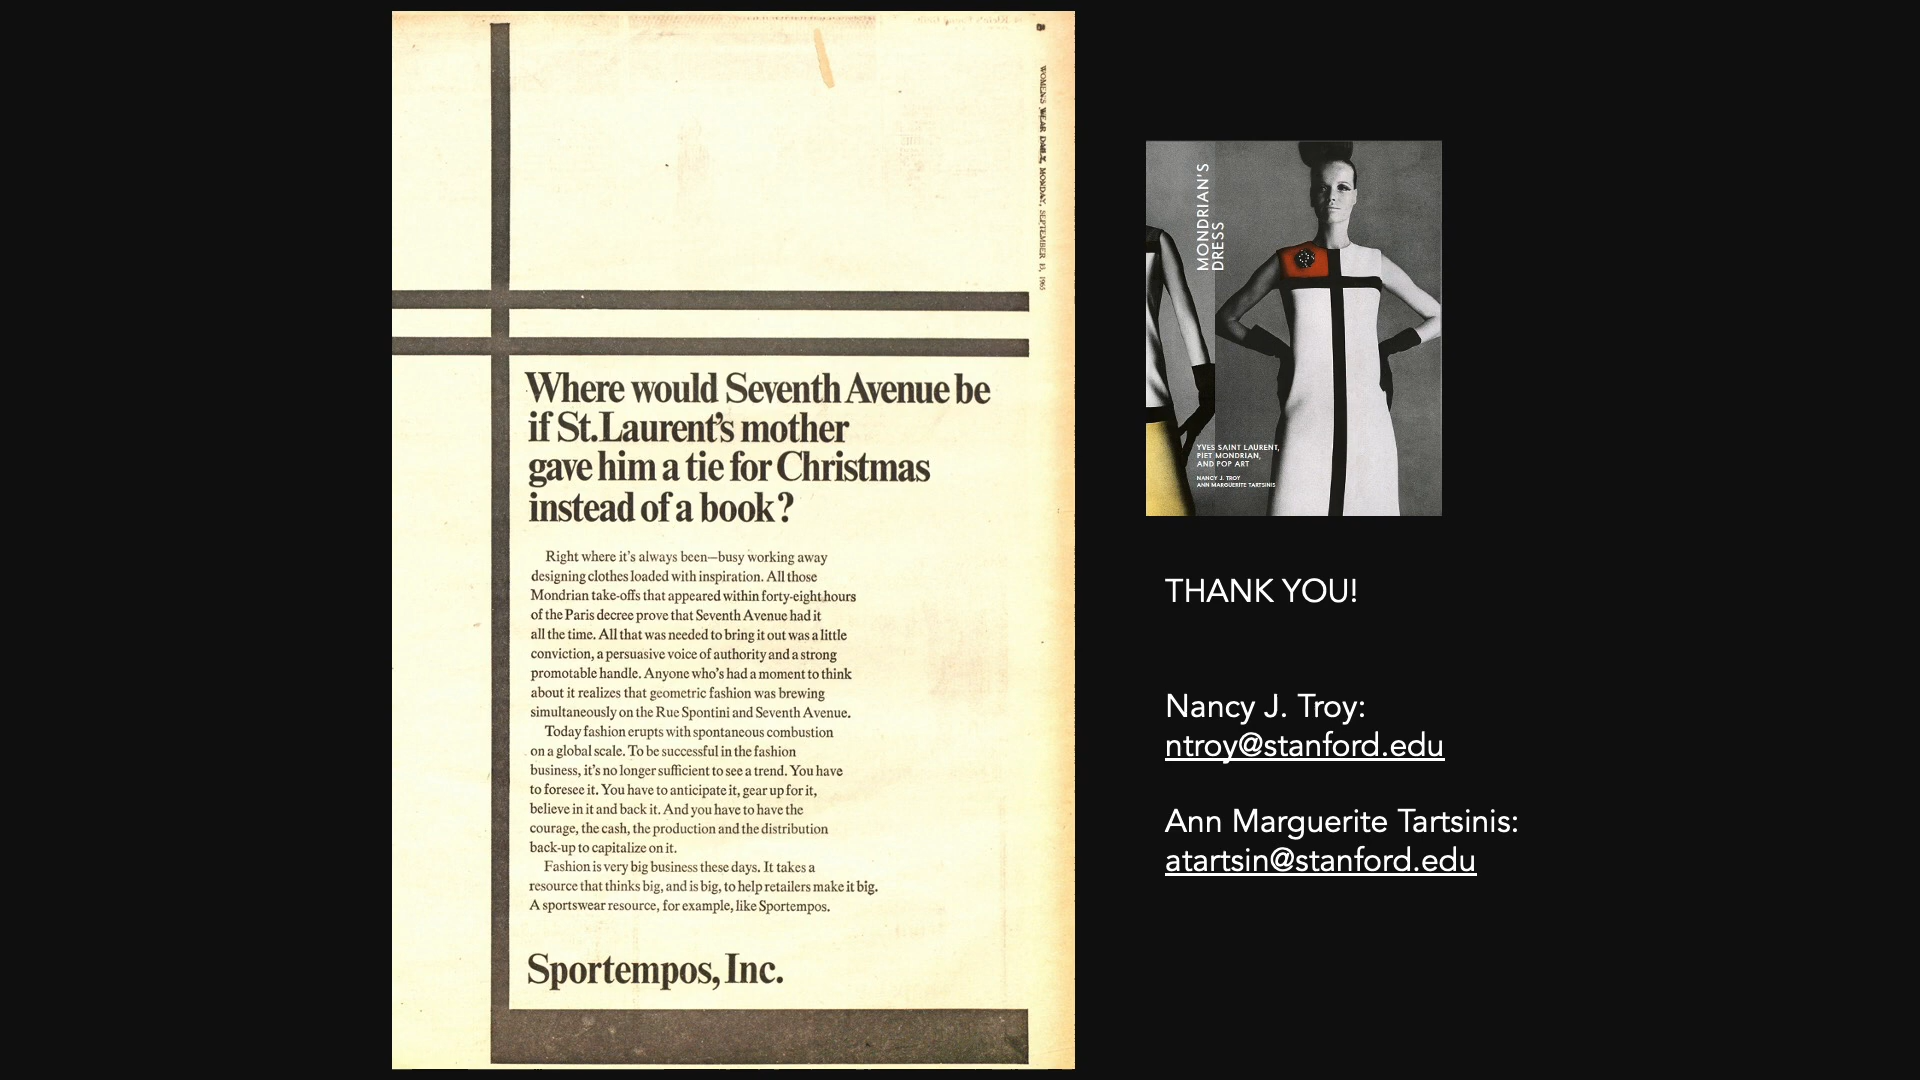 WOMEN'S WEAR DAILY, MONDAY, SEPTEMBER 13, 1965
Where would Seventh Avenue be
if St. Laurent's mother
gave him a tie for Christmas
instead of a book?
Right where it's always been—busy working away
designing clothes loaded with inspiration. All those
Mondrian take-offs that appeared within forty-eight hours
of the Paris decree prove that Seventh Avenue had it
all the time. All that was needed to bring it out was a little
conviction, a persuasive voice of authority and a strong
promotable handle. Anyone who's had a moment to think
about it realizes that geometric fashion was brewing
simultaneously on the Rue Spontini and Seventh Avenue.
Today fashion erupts with spontaneous combustion
on a global scale. To be successful in the fashion
business, it's no longer sufficient to see a trend. You have
to foresee it. You have to anticipate it, gear up for it,
believe in it and back it. And you have to have the
courage, the cash, the production and the distribution
back-up to capitalize on it.
Fashion is very big business these days. It takes a
resource that thinks big, and is big, to help retailers make it big.
A sportswear resource, for example, like Sportempos.
Sportempos, Inc.
MONDRIAN'S
DRESS
YVES SAINT LAURENT,
PIET MONDRIAN,
AND POP ART
NANCY J. TROY
ANN MARGUERITE TARTSINIS
THANK YOU!
Nancy J. Troy:
ntroy@stanford.edu
Ann Marguerite Tartsinis:
atartsin@stanford.edu